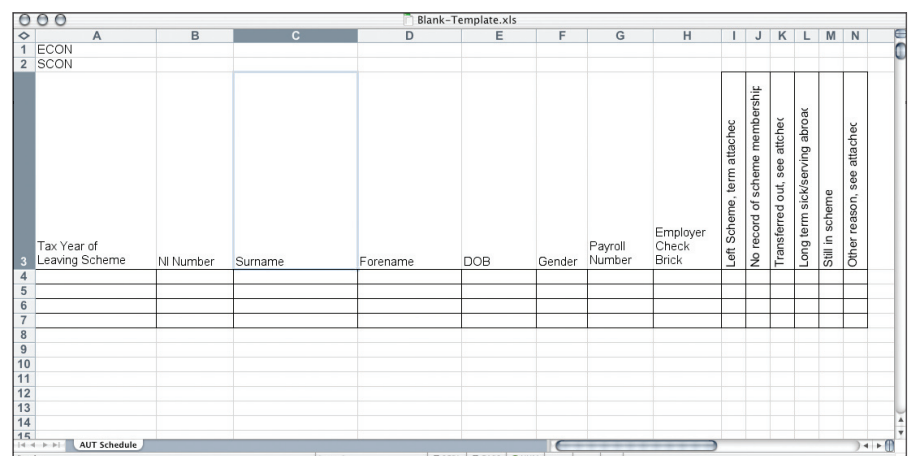 Blank-Template.xls
A B C D E F G H I J K L M N
1 ECON
2 SCON
3 Tax Year of
Leaving Scheme
NI Number
Surname
Forename
DOB
Gender
Payroll
Number
Employer
Check
Brick
Left Scheme, term attached
No record of scheme membership
Transferred out, see attched
Long term sick/serving abroad
Still in scheme
Other reason, see attached
4
5
6
7
8
9
10
11
12
13
14
15
AUT Schedule